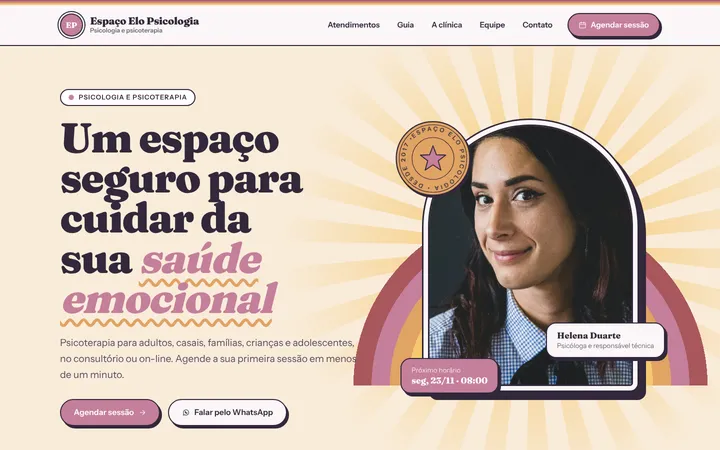 EP
Espaço Elo Psicologia
Psicologia e psicoterapia
Atendimentos
Guia
A clínica
Equipe
Contato
Agendar sessão
PSICOLOGIA E PSICOTERAPIA
Um espaço
seguro para
cuidar da
sua saúde
emocional
Psicoterapia para adultos, casais, famílias, crianças e adolescentes,
no consultório ou on-line. Agende a sua primeira sessão em menos
de um minuto.
Agendar sessão →
Falar pelo WhatsApp
ESPAÇO ELO PSICOLOGIA · DESDE 2017 ·
Helena Duarte
Psicóloga e responsável técnica
Próximo horário
seg, 23/11 · 08:00